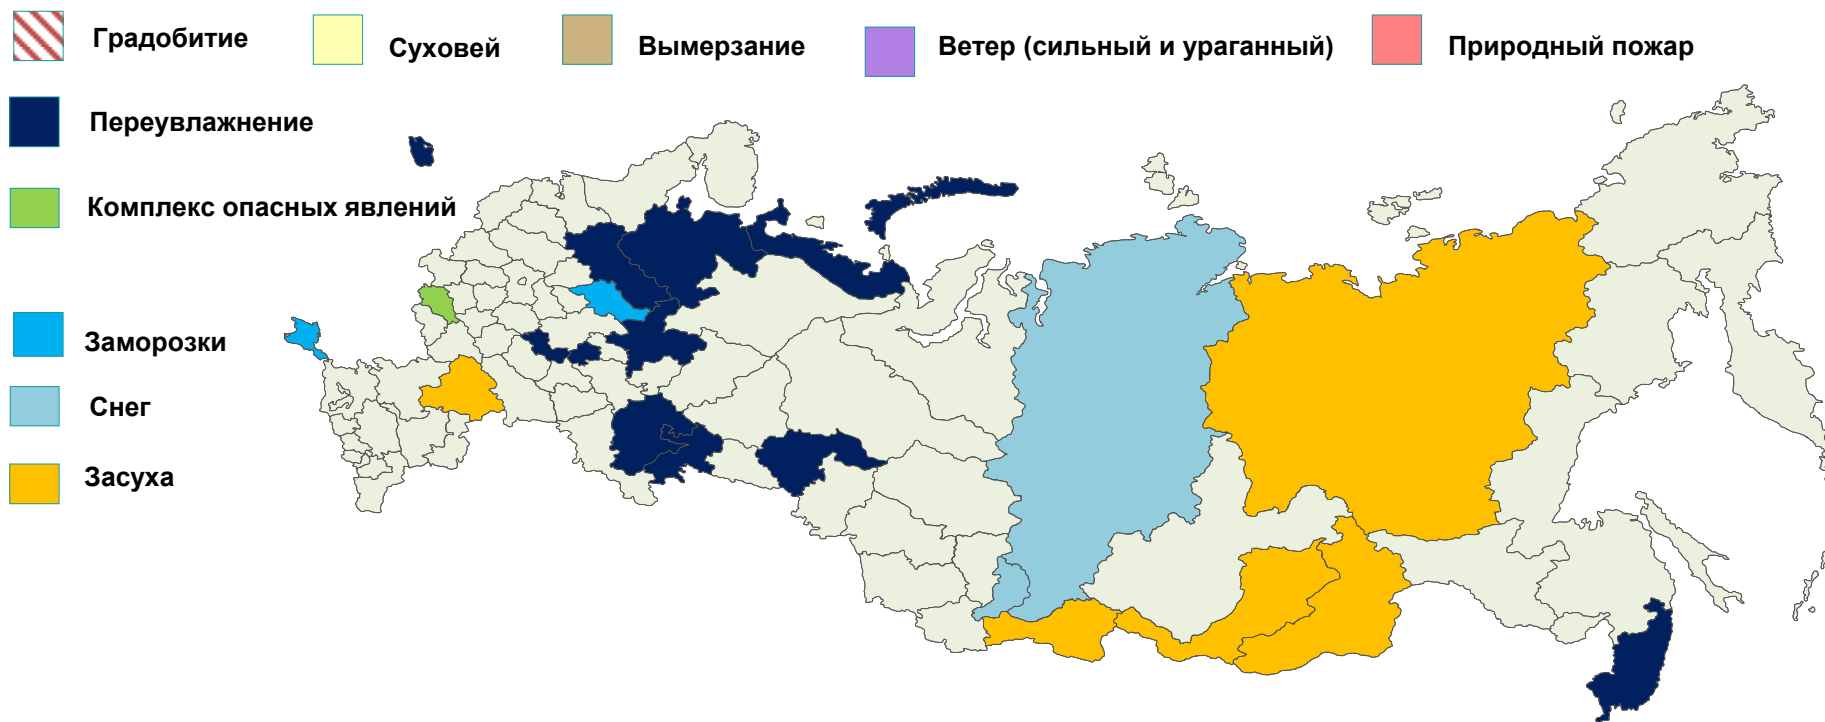 Градобитие
Суховей
Вымерзание
Ветер (сильный и ураганный)
Природный пожар
Переувлажнение
Комплекс опасных явлений
Заморозки
Снег
Засуха